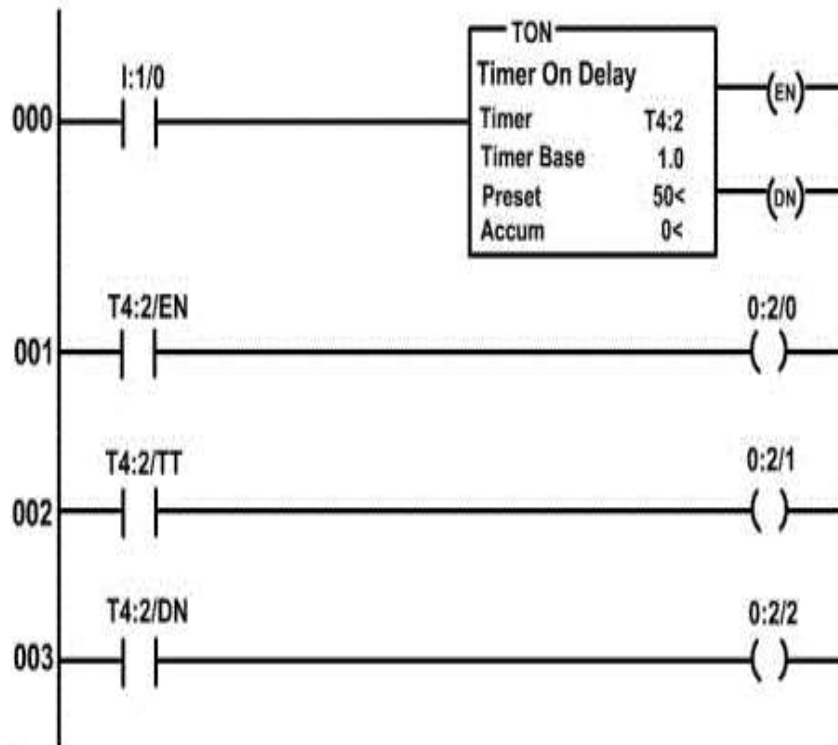 TON
I:1/0
Timer On Delay
(EN)
000
Timer T4:2
Timer Base 1.0
Preset 50<
(DN)
Accum 0<
T4:2/EN
0:2/0
001
T4:2/TT
0:2/1
002
T4:2/DN
0:2/2
003